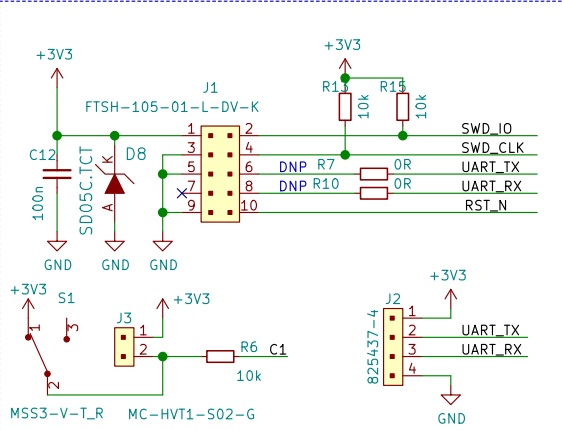 +3V3
+3V3
J1
FTSH-105-01-L-DV-K
R13
10k
R15
10k
C12
100n
SD05C.TCT
D8
K
A
1
2
3
4
5
6
7
8
9
10
SWD_IO
SWD_CLK
DNP R7 0R UART_TX
DNP R10 0R UART_RX
RST_N
GND
GND
GND
+3V3
S1
1
3
2
MSS3-V-T_R
J3
+3V3
1
2
R6
10k
C1
MC-HVT1-S02-G
J2
825437-4
+3V3
1
2
3
4
UART_TX
UART_RX
GND